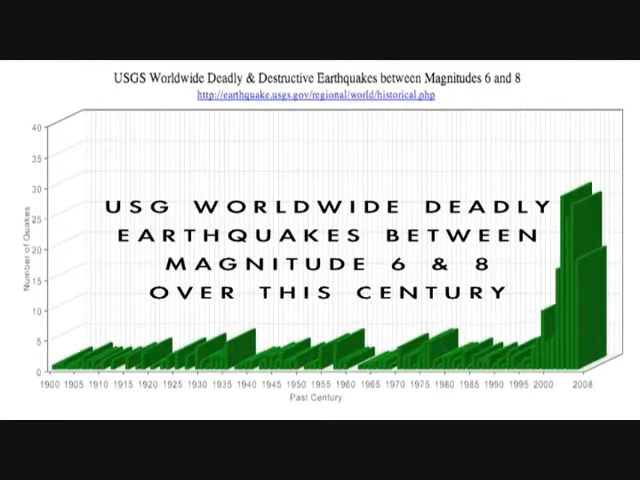 USGS Worldwide Deadly & Destructive Earthquakes between Magnitudes 6 and 8
http://earthquake.usgs.gov/regional/world/historical.php
40
35
30
25
20
15
10
5
0
Number of Quakes
USG WORLDWIDE DEADLY
EARTHQUAKES BETWEEN
MAGNITUDE 6 & 8
OVER THIS CENTURY
1900 1905 1910 1915 1920 1925 1930 1935 1940 1945 1950 1955 1960 1965 1970 1975 1980 1985 1990 1995 2000 2008
Past Century